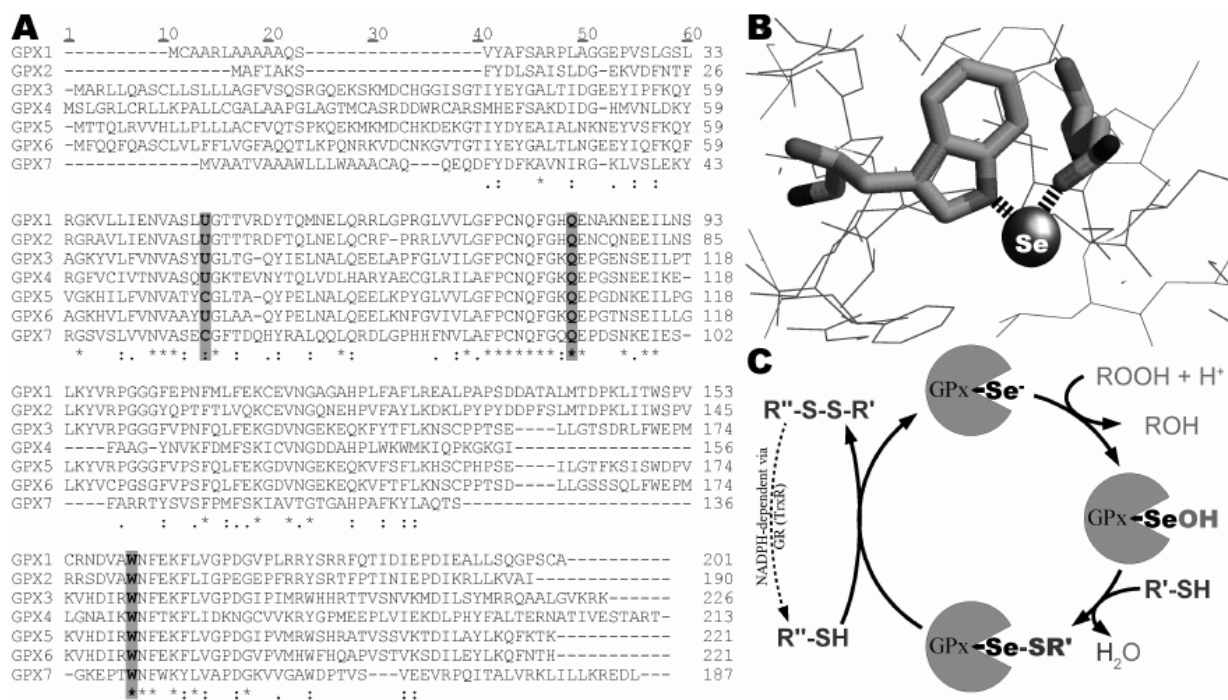 A
1 10 20 30 40 50 60
GPX1 ----------MCAARLAAAAAQS-----------------VYAFSARPLAGGEPVSLGSL 33
GPX2 ----------------MAFIAKS-----------------FYDLSAISLDG-EKVDFNTF 26
GPX3 -MARLLQASCLLSLLLAGFVSQSRGQEKSKMDCHGGISGTIYEYGALTIDGEEYIPFKQY 59
GPX4 -MSLGRLCRLLKPALLCGALAAPGLAGTMCASRDDWRCARSMHEFSAKDIDG-HMVNLDKY 59
GPX5 -MTTQLRVVHLLPLLLACFVQTSPKQEKMKMDCHKDEKGTIYDYEAIALNKNEYVSFKQY 59
GPX6 -MFQQFQASCLVLFFLVGFAQQTLKPQNRKVDCNKGVTGTIYEYGALTLNGEEYIQFKQF 59
GPX7 -------------MVAATVAAAWLLLWAAACAQ----QEQDFYDFKAVNIRG-KLVSLEKY 43
.: * : .: :
GPX1 RGKVLLIENVASLUGTTVRDYTQMNELQRRLGPRGLVVLGFPCNQFGHQENAKNEEILNS 93
GPX2 RGRAVLIENVASLUGTTTRDFTQLNELQCRF-PRRLVVLGFPCNQFGHQENCQNEEILNS 85
GPX3 AGKYVLFVNVASYUGLTG-QYIELNALQEELAPFGLVILGFPCNQFGKQEPGENSEILPT 118
GPX4 RGFVCIVTNVASQUGKTEVNYTQLVDLHARYAECGLRILAFPCNQFGKQEPGSNEEIKE- 118
GPX5 VGKHILFVNVATYCGLTA-QYPELNALQEELKPYGLVVLGFPCNQFGKQEPGDNKEILPG 118
GPX6 AGKHVLFVNVAAYUGLAA-QYPELNALQEELKNFGVIVLAFPCNQFGKQEPGTNSEILLG 118
GPX7 RGSVSLVVNVASECGFTDQHYRALQQLQRDLGPHHFNVLAFPCNQFGQQEPDSNKEIES- 102
* :. ***: .* : .: *: : :*.********:** .*.**
GPX1 LKYVRPGGGFEPNFMLFEKCEVNGAGAHPLFAFLREALPAPSDDATALMTDPKLITWSPV 153
GPX2 LKYVRPGGGYQPTFTLVQKCEVNGQNEHPVFAYLKDKLPYPYDDPFSLMTDPKLIIWSPV 145
GPX3 LKYVRPGGGFVPNFQLFEKGDVNGEKEQKFYTFLKNSCPPTSE----LLGTSDRLFWEPM 174
GPX4 ----FAAG-YNVKFDMFSKICVNGDDAHPLWKWMKIQPKGKGI---------------- 156
GPX5 LKYVRPGGGFVPSFQLFEKGDVNGEKEQKVFSFLKHSCPHPSE----ILGTFKSISWDPV 174
GPX6 LKYVCPGSGFVPSFQLFEKGDVNGEKEQKVFTFLKNSCPPTSD----LLGSSSQLFWEPM 174
GPX7 ----FARRTYSVSFPMFSKIAVTGTGAHPAFKYLAQTS--------------------- 136
. : * :..* *.* : : ::
GPX1 CRNDVAWNFEKFLVGPDGVPLRRYSRRFQTIDIEPDIEALLSQGPSCA---------- 201
GPX2 RRSDVAWNFEKFLIGPEGEPFRRYSRTFPTINIEPDIKRLLKVAI------------- 190
GPX3 KVHDIRWNFEKFLVGPDGIPIMRWHHRTTVSNVKMDILSYMRRQAALGVKRK------ 226
GPX4 LGNAIKWNFTKFLIDKNGCVVKRYGPMEEPLVIEKDLPHYFALTERNATIVESTART- 213
GPX5 KVHDIRWNFEKFLVGPDGIPVMRWSHRATVSSVKTDILAYLKQFKTK----------- 221
GPX6 KVHDIRWNFEKFLVGPDGVPVMHWFHQAPVSTVKSDILEYLKQFNTH----------- 221
GPX7 -GKEPTWNFWKYLVAPDGKVVGAWDPTVS---VEEVRPQITALVRKLILLKREDL--- 187
*** *:*: :* . : ::
B
Se
C
GPx Se-
ROOH + H+
ROH
GPx SeOH
R'-SH
H2O
GPx Se-SR'
R''-SH
R''-S-S-R'
NADPH-dependent via
GR (TrxR)